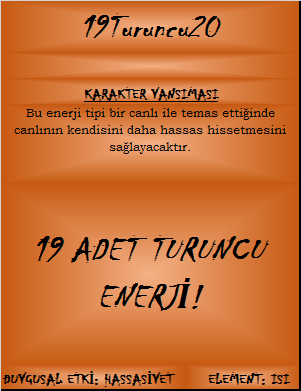 19Turuncu20
KARAKTER YANSIMASI
Bu enerji tipi bir canlı ile temas ettiğinde
canlının kendisini daha hassas hissetmesini
sağlayacaktır.
19 ADET TURUNCU
ENERJİ!
DUYGUSAL ETKİ: HASSASİYET ELEMENT: ISI